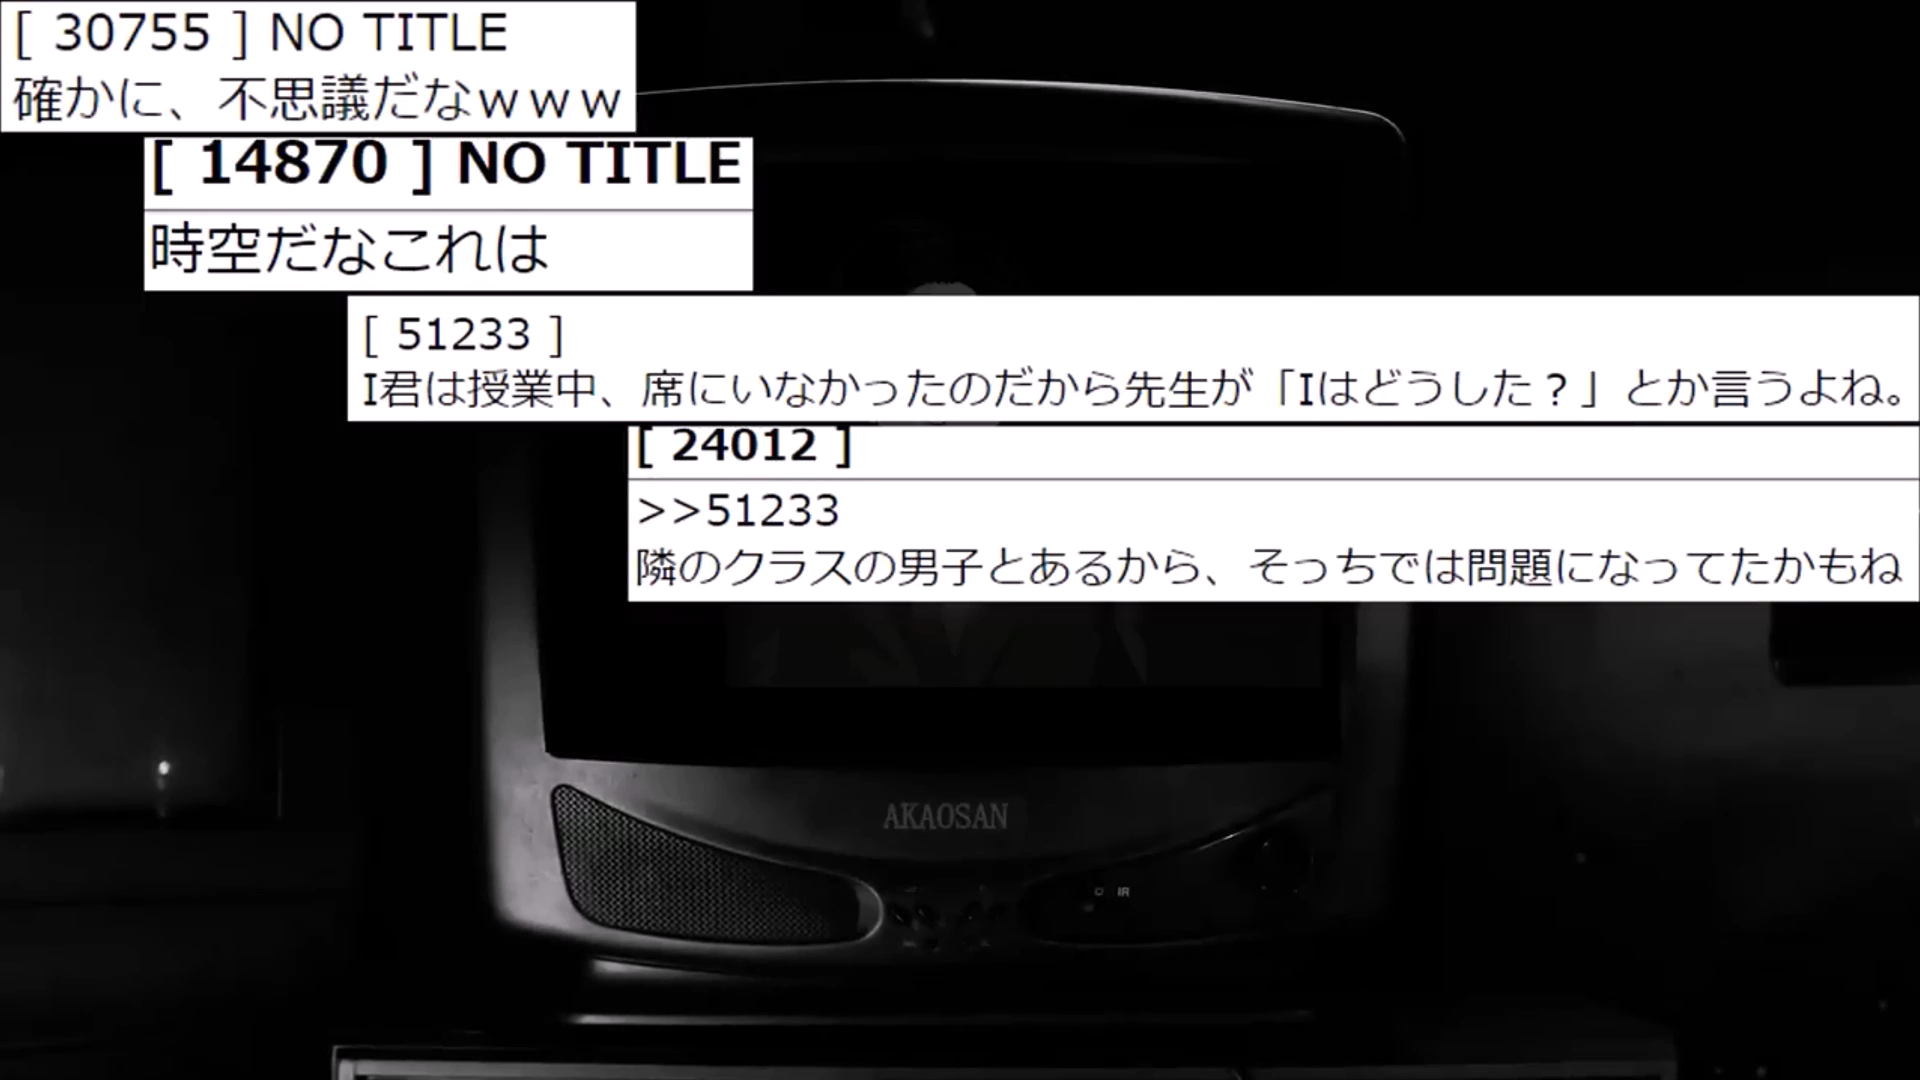 [ 30755 ] NO TITLE
確かに、不思議だなｗｗｗ
[ 14870 ] NO TITLE
時空だなこれは
[ 51233 ]
I君は授業中、席にいなかったのだから先生が「Iはどうした？」とか言うよね。
[ 24012 ]
>>51233
隣のクラスの男子とあるから、そっちでは問題になってたかもね
AKAOSAN
IR